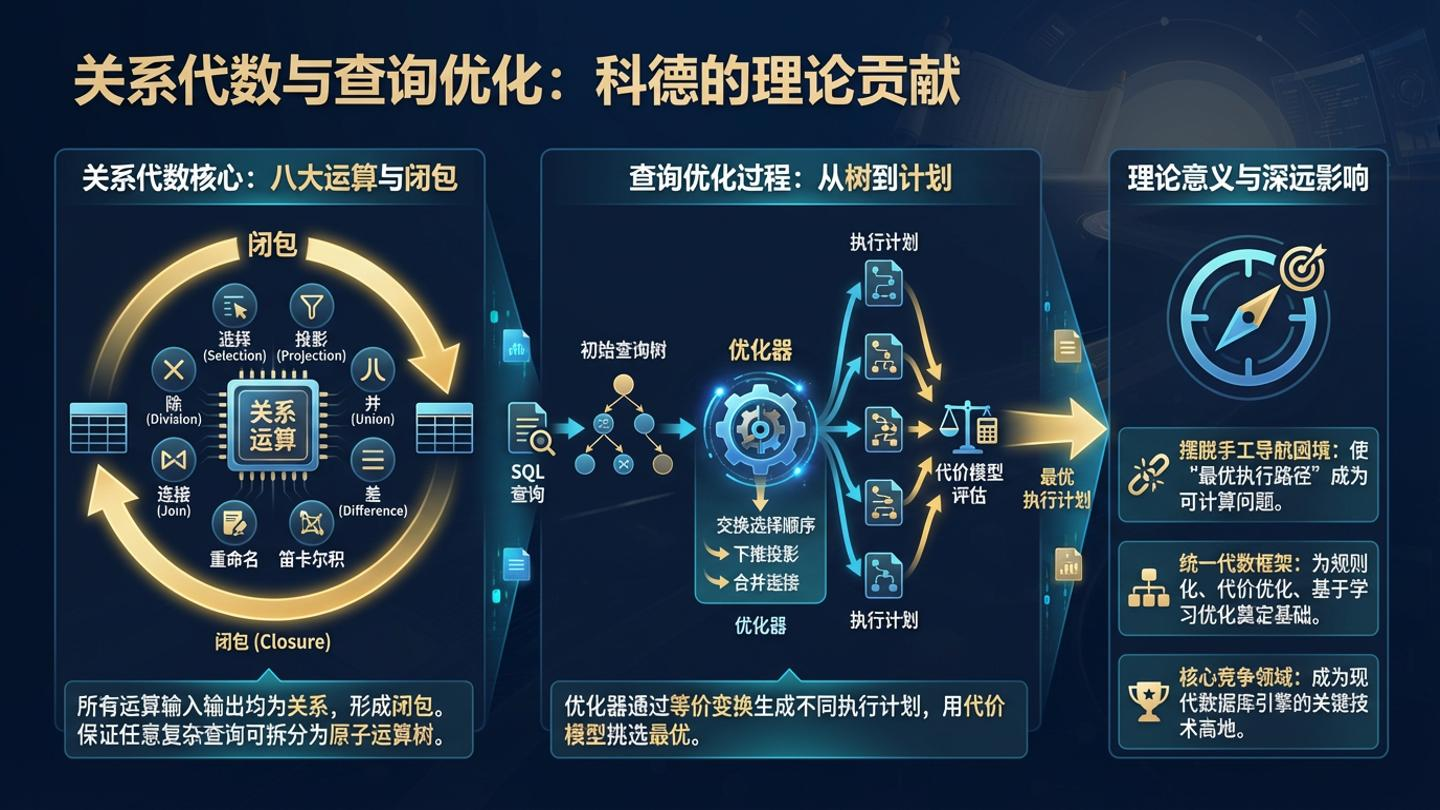 关系代数与查询优化：科德的理论贡献
关系代数核心：八大运算与闭包
闭包
选择
(Selection)
投影
(Projection)
除
(Division)
并
(Union)
关系
运算
连接
(Join)
差
(Difference)
重命名
笛卡尔积
闭包 (Closure)
所有运算输入输出均为关系，形成闭包。
保证任意复杂查询可拆分为原子运算树。
查询优化过程：从树到计划
SQL
查询
初始查询树
优化器
交换选择顺序
下推投影
合并连接
优化器
执行计划
执行计划
代价模型
评估
最优
执行计划
优化器通过等价变换生成不同执行计划，用代价
模型挑选最优。
理论意义与深远影响
摆脱手工导航困境：使
“最优执行路径”成为
可计算问题。
统一代数框架：为规则
化、代价优化、基于学
习优化奠定基础。
核心竞争领域：成为现
代数据库引擎的关键技
术高地。